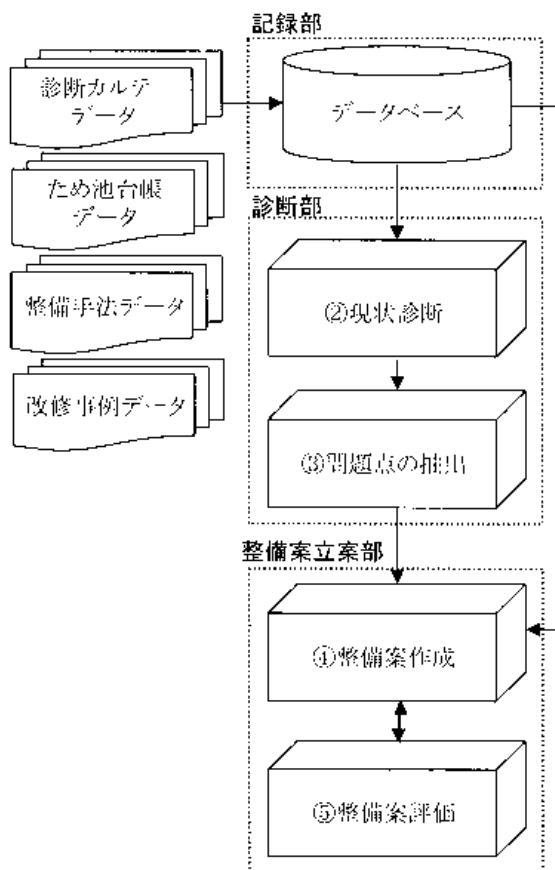 記録部
診断カルテ
データ
データベース
ため池台帳
データ
整備手法データ
改修事例データ
診断部
②現状診断
③問題点の抽出
整備案立案部
④整備案作成
⑤整備案評価